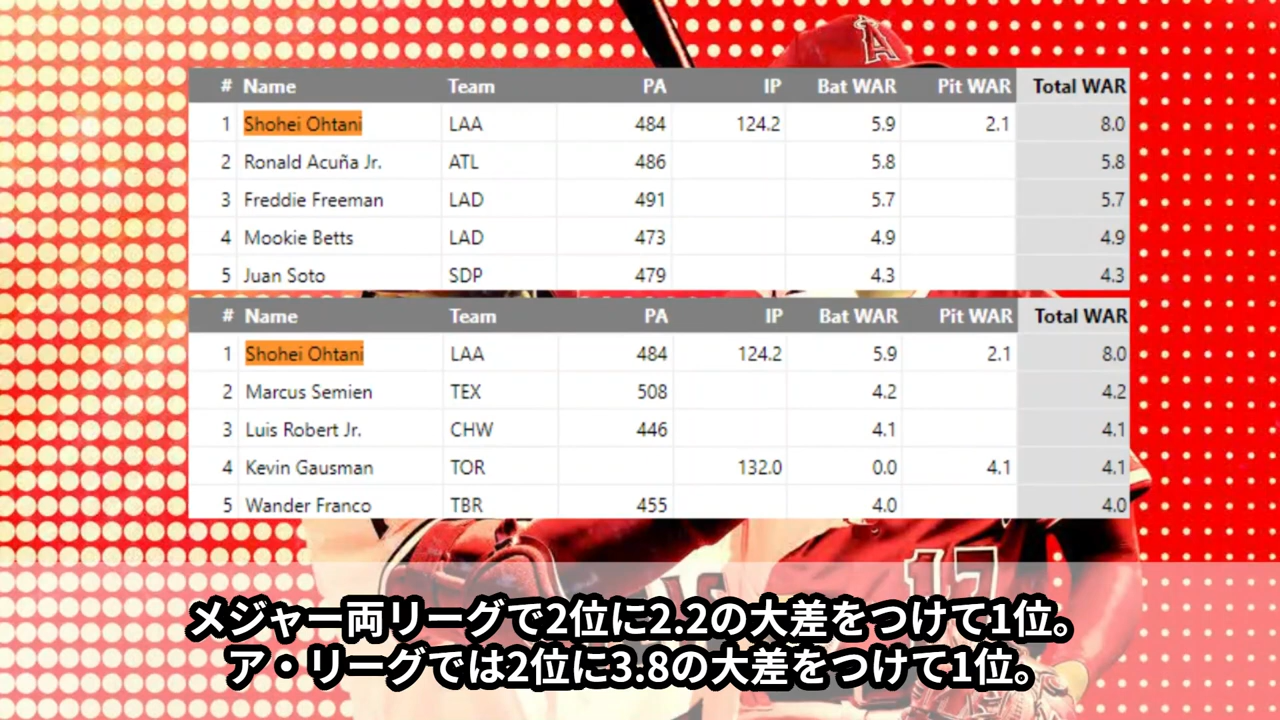 # Name Team PA IP Bat WAR Pit WAR Total WAR
1 Shohei Ohtani LAA 484 124.2 5.9 2.1 8.0
2 Ronald Acuña Jr. ATL 486 5.8 5.8
3 Freddie Freeman LAD 491 5.7 5.7
4 Mookie Betts LAD 473 4.9 4.9
5 Juan Soto SDP 479 4.3 4.3
# Name Team PA IP Bat WAR Pit WAR Total WAR
1 Shohei Ohtani LAA 484 124.2 5.9 2.1 8.0
2 Marcus Semien TEX 508 4.2 4.2
3 Luis Robert Jr. CHW 446 4.1 4.1
4 Kevin Gausman TOR 132.0 0.0 4.1 4.1
5 Wander Franco TBR 455 4.0 4.0
17
メジャー両リーグで2位に2.2の大差をつけて1位。
ア・リーグでは2位に3.8の大差をつけて1位。